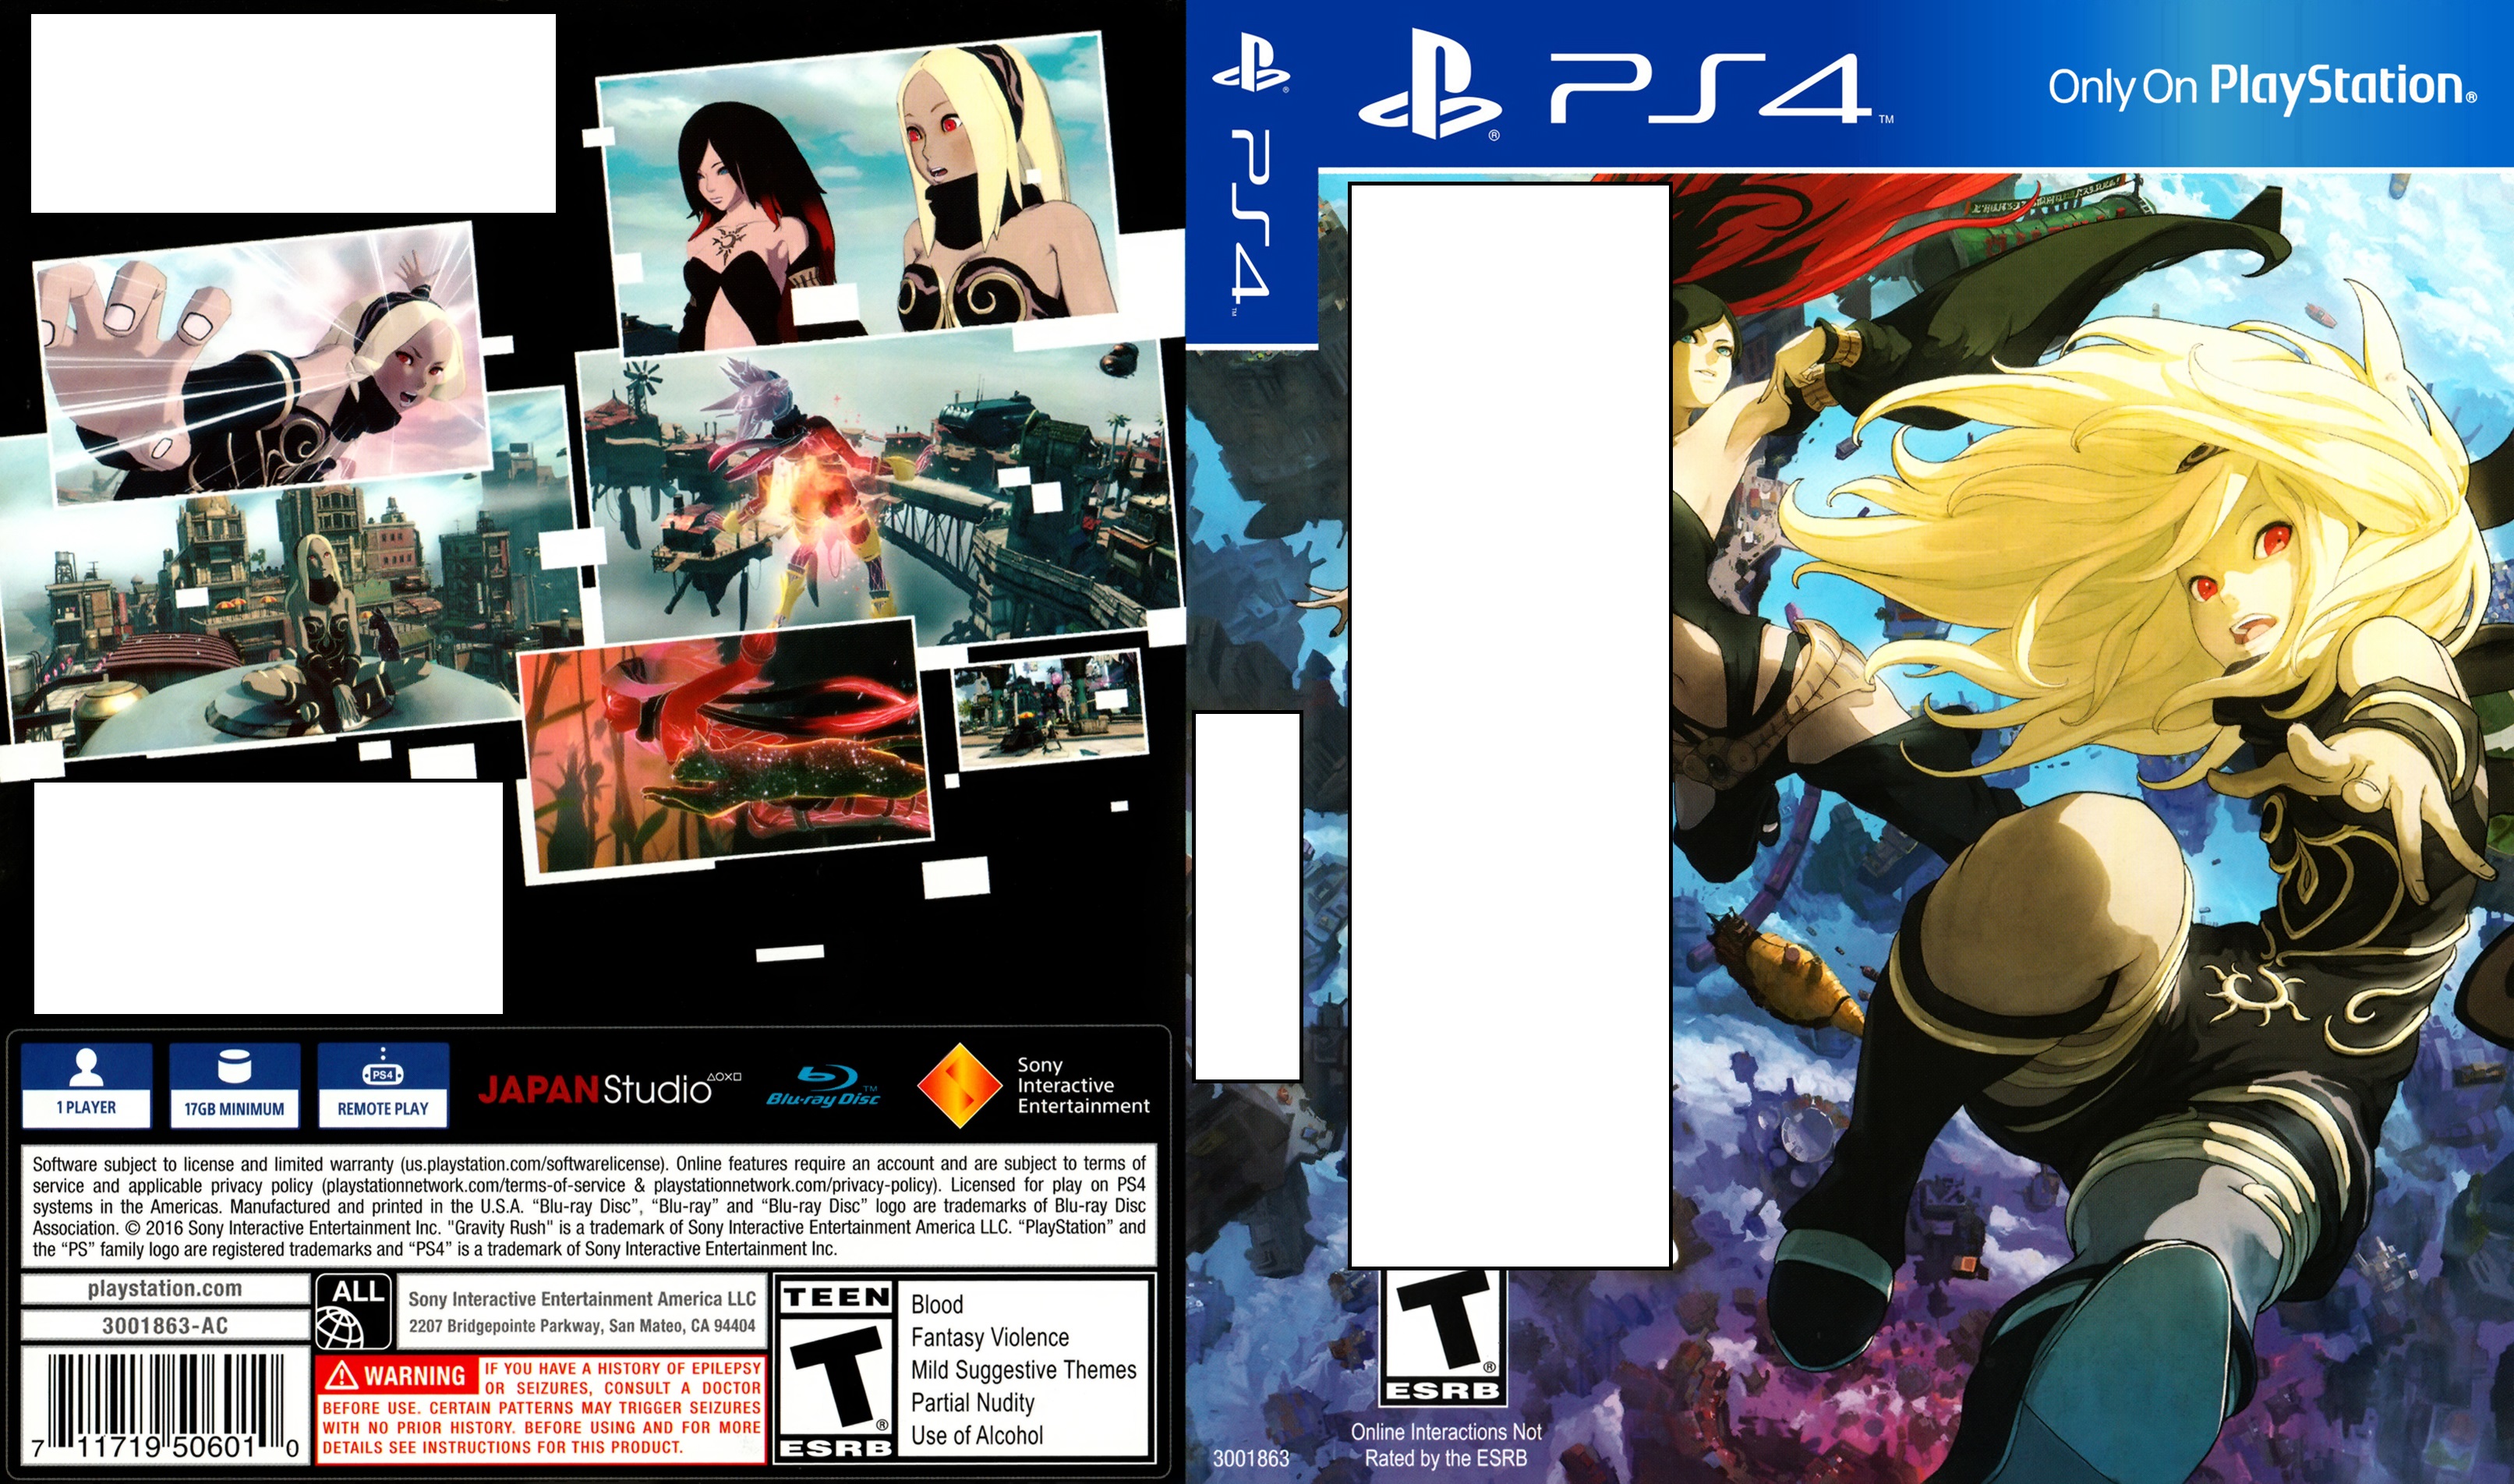 PS4™
PS4™
Only On PlayStation®
1 PLAYER
17GB MINIMUM
PS4
REMOTE PLAY
JAPAN Studio
Blu-ray Disc™
Sony
Interactive
Entertainment
Software subject to license and limited warranty (us.playstation.com/softwarelicense). Online features require an account and are subject to terms of
service and applicable privacy policy (playstationnetwork.com/terms-of-service & playstationnetwork.com/privacy-policy). Licensed for play on PS4
systems in the Americas. Manufactured and printed in the U.S.A. “Blu-ray Disc”, “Blu-ray” and “Blu-ray Disc” logo are trademarks of Blu-ray Disc
Association. © 2016 Sony Interactive Entertainment Inc. "Gravity Rush" is a trademark of Sony Interactive Entertainment America LLC. “PlayStation” and
the “PS” family logo are registered trademarks and “PS4” is a trademark of Sony Interactive Entertainment Inc.
playstation.com
3001863-AC
ALL
Sony Interactive Entertainment America LLC
2207 Bridgepointe Parkway, San Mateo, CA 94404
WARNING
IF YOU HAVE A HISTORY OF EPILEPSY
OR SEIZURES, CONSULT A DOCTOR
BEFORE USE. CERTAIN PATTERNS MAY TRIGGER SEIZURES
WITH NO PRIOR HISTORY. BEFORE USING AND FOR MORE
DETAILS SEE INSTRUCTIONS FOR THIS PRODUCT.
7 11719 50601 0
TEEN
T®
ESRB
Blood
Fantasy Violence
Mild Suggestive Themes
Partial Nudity
Use of Alcohol
3001863
T®
ESRB
Online Interactions Not
Rated by the ESRB